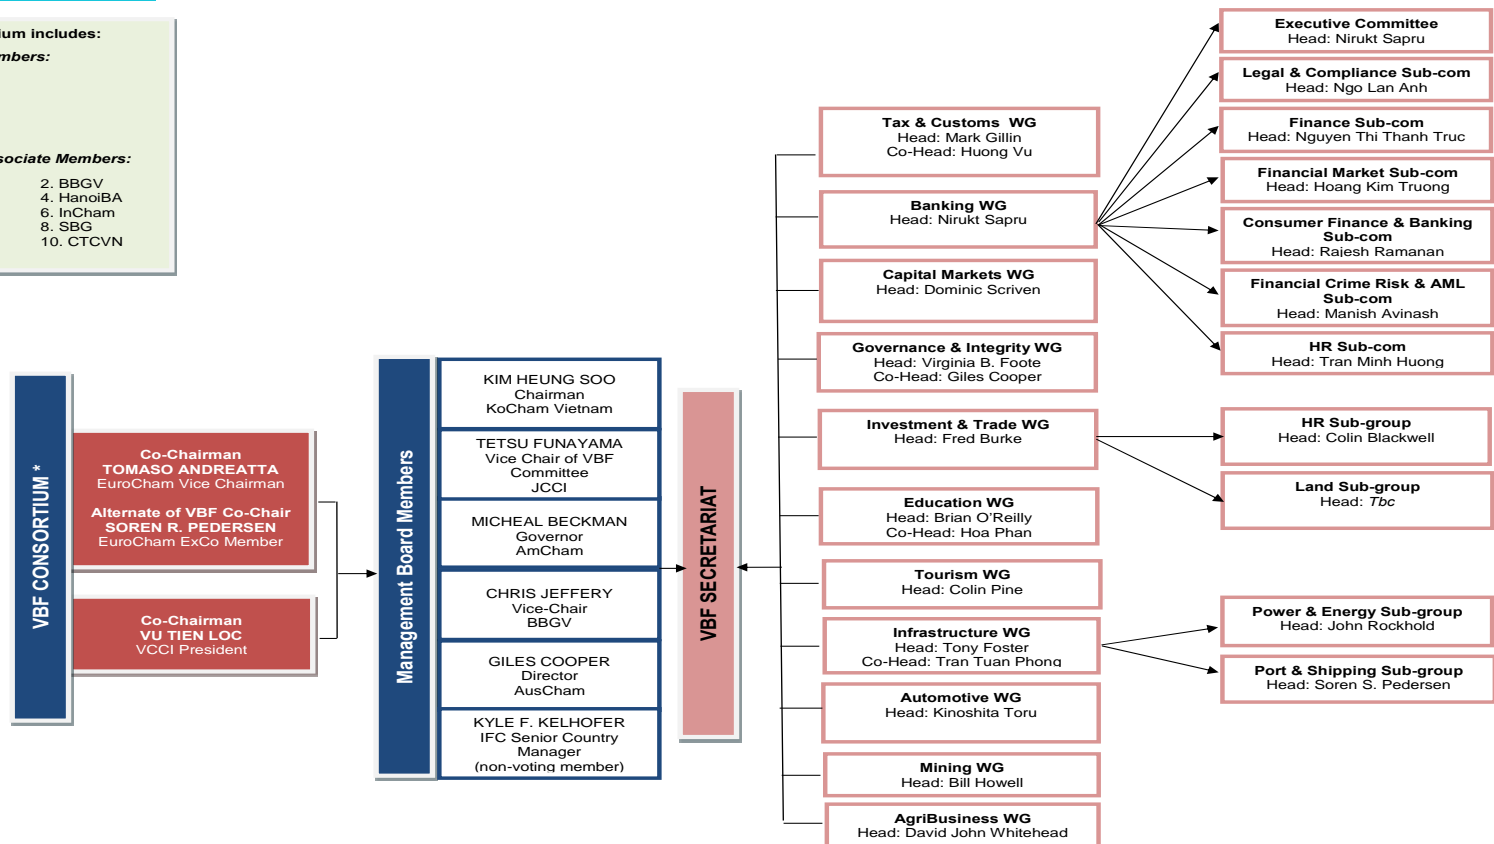 ium includes:
mbers:
sociate Members:
2. BBGV
4. HanoiBA
6. InCham
8. SBG
10. CTCVN
VBF CONSORTIUM *
Co-Chairman
TOMASO ANDREATTA
EuroCham Vice Chairman
Alternate of VBF Co-Chair
SOREN R. PEDERSEN
EuroCham ExCo Member
Co-Chairman
VU TIEN LOC
VCCI President
Management Board Members
KIM HEUNG SOO
Chairman
KoCham Vietnam
TETSU FUNAYAMA
Vice Chair of VBF
Committee
JCCI
MICHEAL BECKMAN
Governor
AmCham
CHRIS JEFFERY
Vice-Chair
BBGV
GILES COOPER
Director
AusCham
KYLE F. KELHOFER
IFC Senior Country
Manager
(non-voting member)
VBF SECRETARIAT
Tax & Customs  WG
Head: Mark Gillin
Co-Head: Huong Vu
Banking WG
Head: Nirukt Sapru
Capital Markets WG
Head: Dominic Scriven
Governance & Integrity WG
Head: Virginia B. Foote
Co-Head: Giles Cooper
Investment & Trade WG
Head: Fred Burke
Education WG
Head: Brian O’Reilly
Co-Head: Hoa Phan
Tourism WG
Head: Colin Pine
Infrastructure WG
Head: Tony Foster
Co-Head: Tran Tuan Phong
Automotive WG
Head: Kinoshita Toru
Mining WG
Head: Bill Howell
AgriBusiness WG
Head: David John Whitehead
Executive Committee
Head: Nirukt Sapru
Legal & Compliance Sub-com
Head: Ngo Lan Anh
Finance Sub-com
Head: Nguyen Thi Thanh Truc
Financial Market Sub-com
Head: Hoang Kim Truong
Consumer Finance & Banking
Sub-com
Head: Rajesh Ramanan
Financial Crime Risk & AML
Sub-com
Head: Manish Avinash
HR Sub-com
Head: Tran Minh Huong
HR Sub-group
Head: Colin Blackwell
Land Sub-group
Head: Tbc
Power & Energy Sub-group
Head: John Rockhold
Port & Shipping Sub-group
Head: Soren S. Pedersen